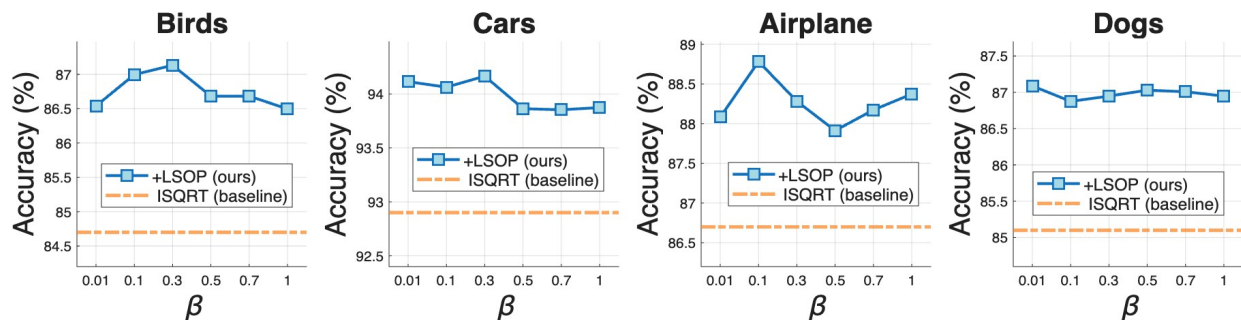 Birds
Accuracy (%)
87
86.5
86
85.5
85
84.5
+LSOP (ours)
ISQRT (baseline)
0.01 0.1 0.3 0.5 0.7 1
β
Cars
Accuracy (%)
94
93.5
93
92.5
+LSOP (ours)
ISQRT (baseline)
0.01 0.1 0.3 0.5 0.7 1
β
Airplane
Accuracy (%)
89
88.5
88
87.5
87
86.5
+LSOP (ours)
ISQRT (baseline)
0.01 0.1 0.3 0.5 0.7 1
β
Dogs
Accuracy (%)
87.5
87
86.5
86
85.5
85
+LSOP (ours)
ISQRT (baseline)
0.01 0.1 0.3 0.5 0.7 1
β